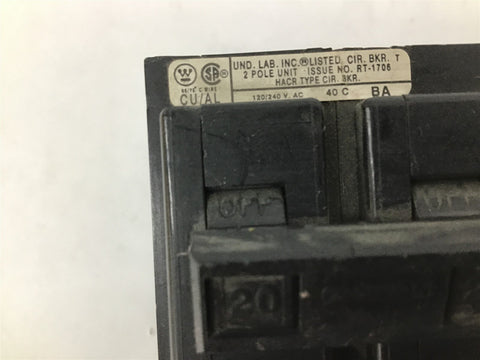 UND. LAB. INC.® LISTED, CIR. BKR. T
2 POLE UNIT ISSUE NO. RT-1706
HACR TYPE CIR. BKR.
CU/AL
120/240 V. AC 40 C BA
OFF
OFF
20